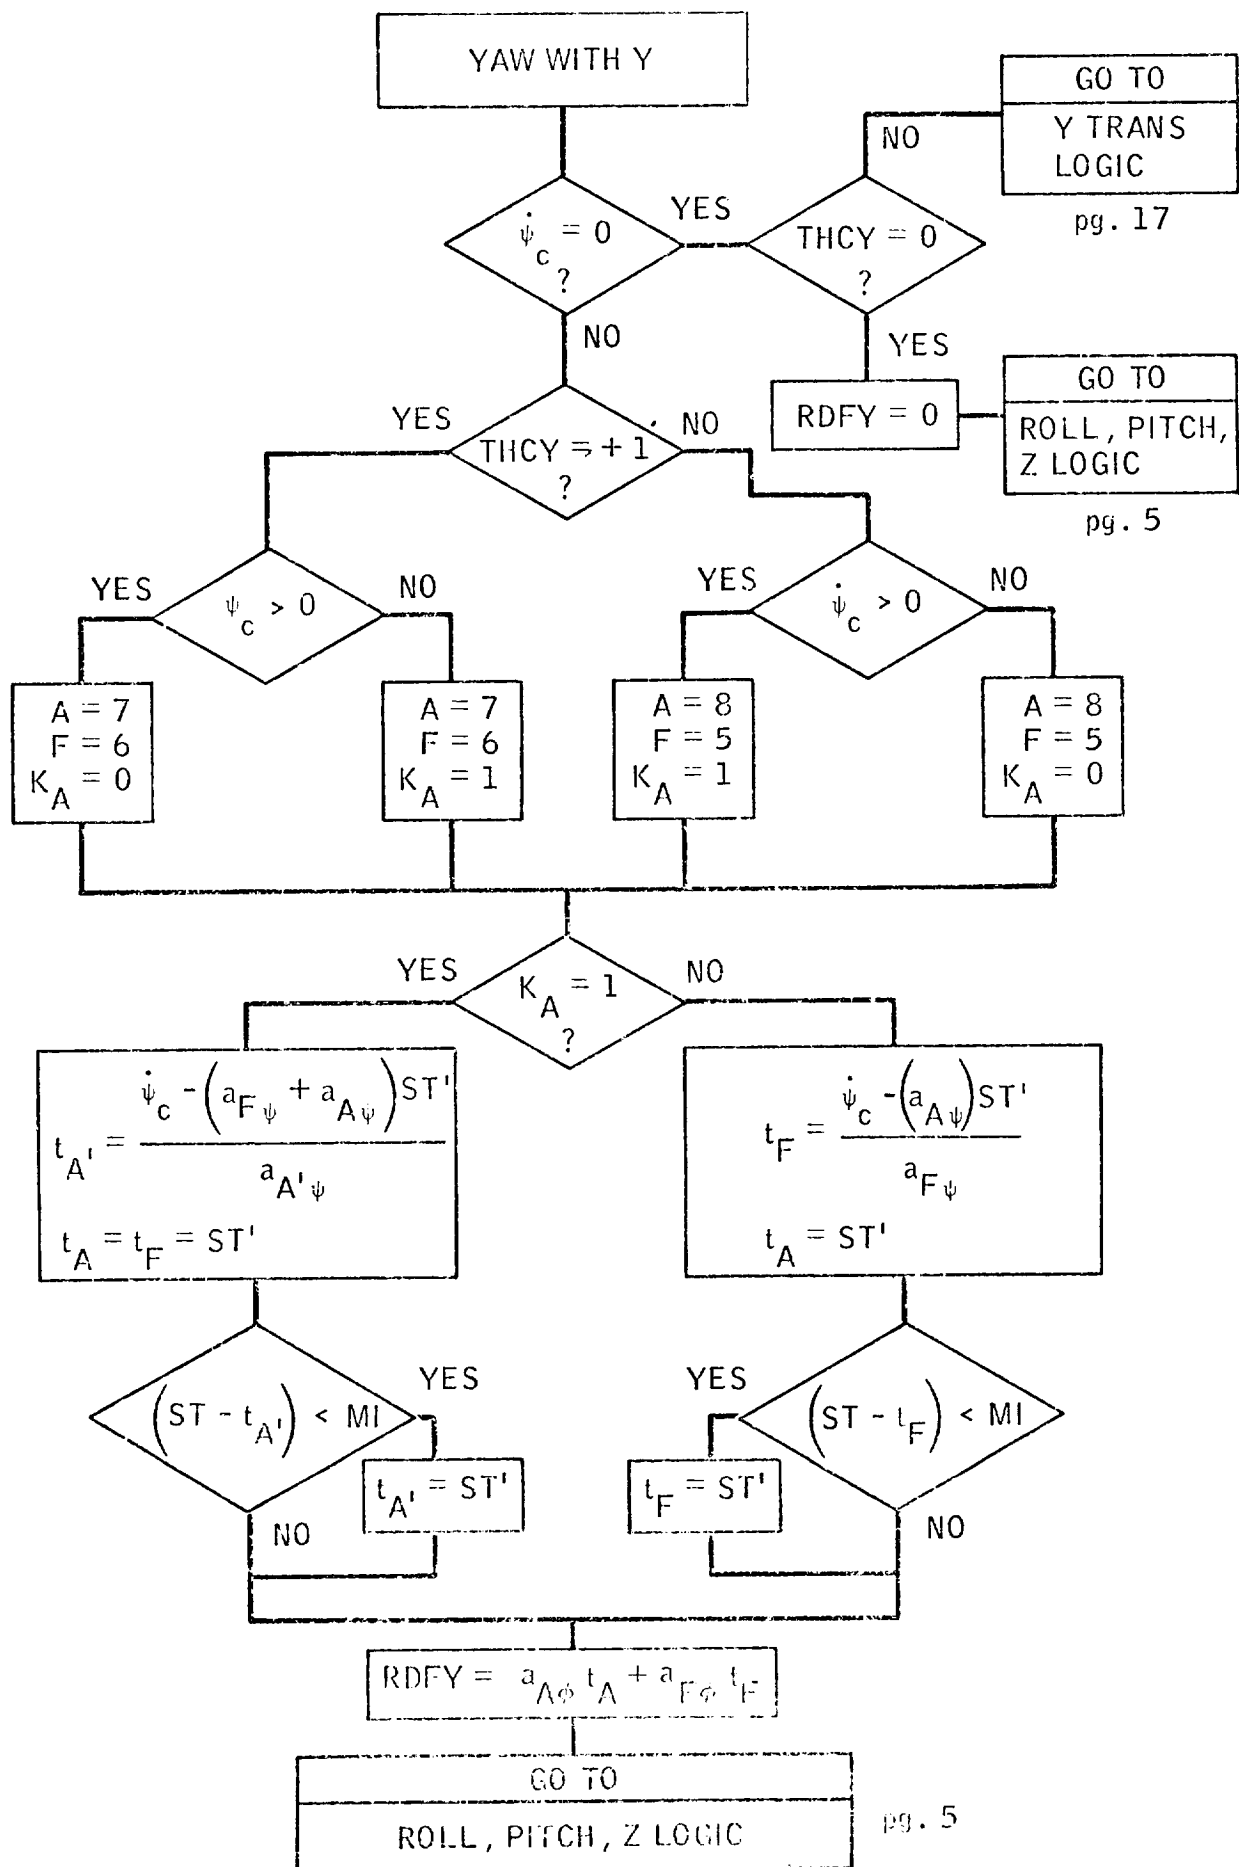 YAW WITH Y
GO TO
Y TRANS
LOGIC
pg. 17
NO
YES
ψ̇c = 0
?
THCY = 0
?
NO
YES
RDFY = 0
GO TO
ROLL, PITCH,
Z LOGIC
pg. 5
YES
THCY = + 1
?
NO
YES
ψc > 0
NO
YES
ψ̇c > 0
NO
A = 7
F = 6
KA = 0
A = 7
F = 6
KA = 1
A = 8
F = 5
KA = 1
A = 8
F = 5
KA = 0
YES
KA = 1
?
NO
tA' = (ψ̇c - (aFψ + aAψ)ST') / aA'ψ
tA = tF = ST'
tF = (ψ̇c - (aAψ)ST') / aFψ
tA = ST'
(ST - tA') < MI
YES
tA' = ST'
NO
YES
(ST - tF) < MI
tF = ST'
NO
RDFY = aAφ tA + aFφ tF
GO TO
ROLL, PITCH, Z LOGIC
pg. 5